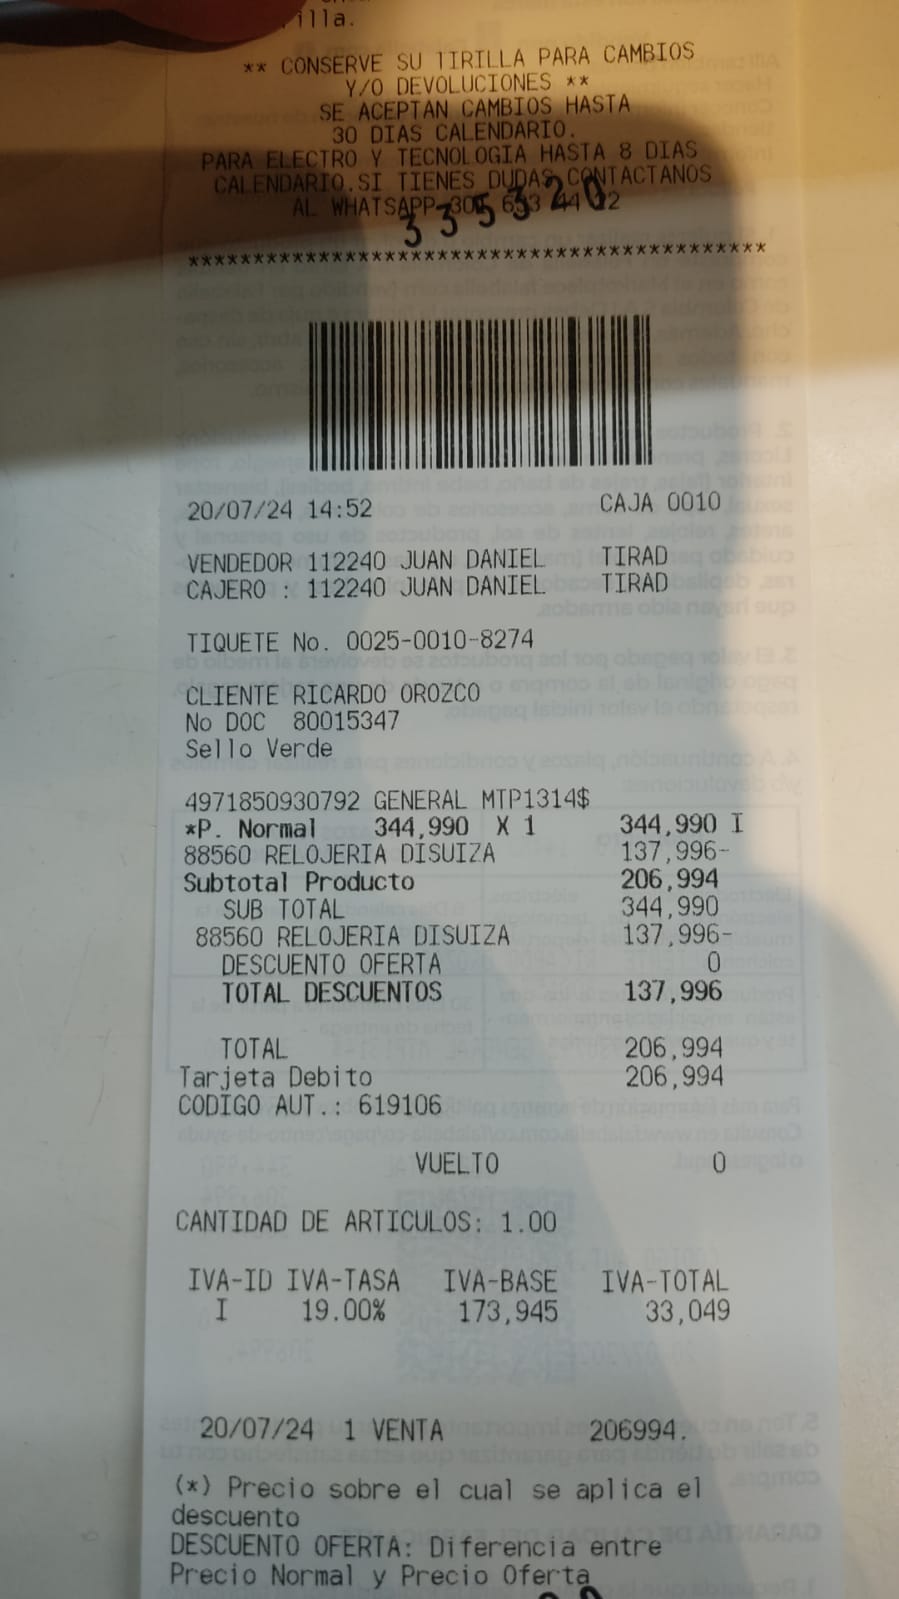 illa.
** CONSERVE SU TIRILLA PARA CAMBIOS
Y/O DEVOLUCIONES **
SE ACEPTAN CAMBIOS HASTA
30 DIAS CALENDARIO.
PARA ELECTRO Y TECNOLOGIA HASTA 8 DIAS
CALENDARIO.SI TIENES DUDAS CONTACTANOS
AL WHATSAPP
335320
*********************************************
20/07/24 14:52 CAJA 0010
VENDEDOR 112240 JUAN DANIEL TIRAD
CAJERO : 112240 JUAN DANIEL TIRAD
TIQUETE No. 0025-0010-8274
CLIENTE RICARDO OROZCO
No DOC 80015347
Sello Verde
4971850930792 GENERAL MTP1314$
*P. Normal 344,990 X 1 344,990 I
88560 RELOJERIA DISUIZA 137,996-
Subtotal Producto 206,994
SUB TOTAL 344,990
88560 RELOJERIA DISUIZA 137,996-
DESCUENTO OFERTA 0
TOTAL DESCUENTOS 137,996
TOTAL 206,994
Tarjeta Debito 206,994
CODIGO AUT.: 619106
VUELTO 0
CANTIDAD DE ARTICULOS: 1.00
IVA-ID IVA-TASA IVA-BASE IVA-TOTAL
I 19.00% 173,945 33,049
20/07/24 1 VENTA 206994.
(*) Precio sobre el cual se aplica el
descuento
DESCUENTO OFERTA: Diferencia entre
Precio Normal y Precio Oferta